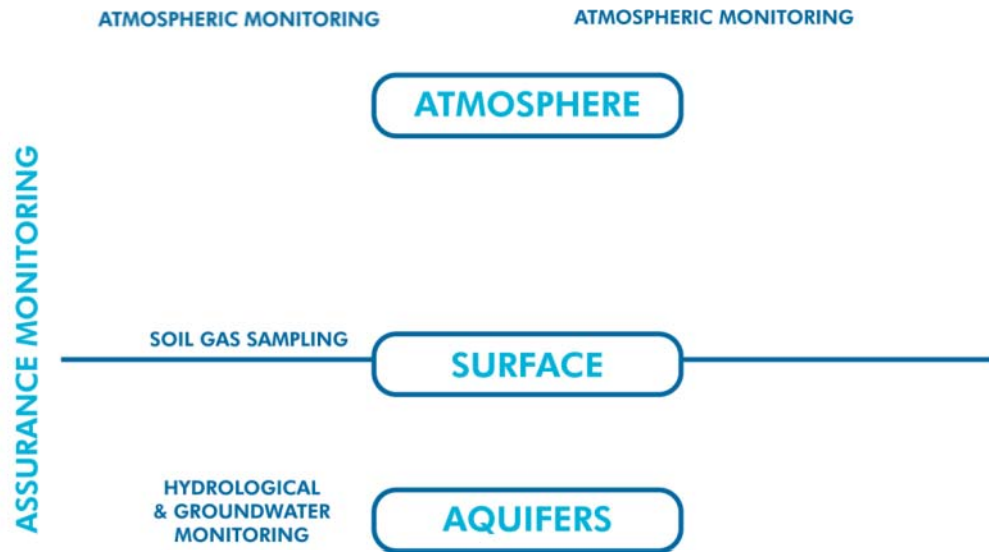 ATMOSPHERIC MONITORING
ATMOSPHERIC MONITORING
ATMOSPHERE
ASSURANCE MONITORING
SOIL GAS SAMPLING
SURFACE
HYDROLOGICAL
& GROUNDWATER
MONITORING
AQUIFERS